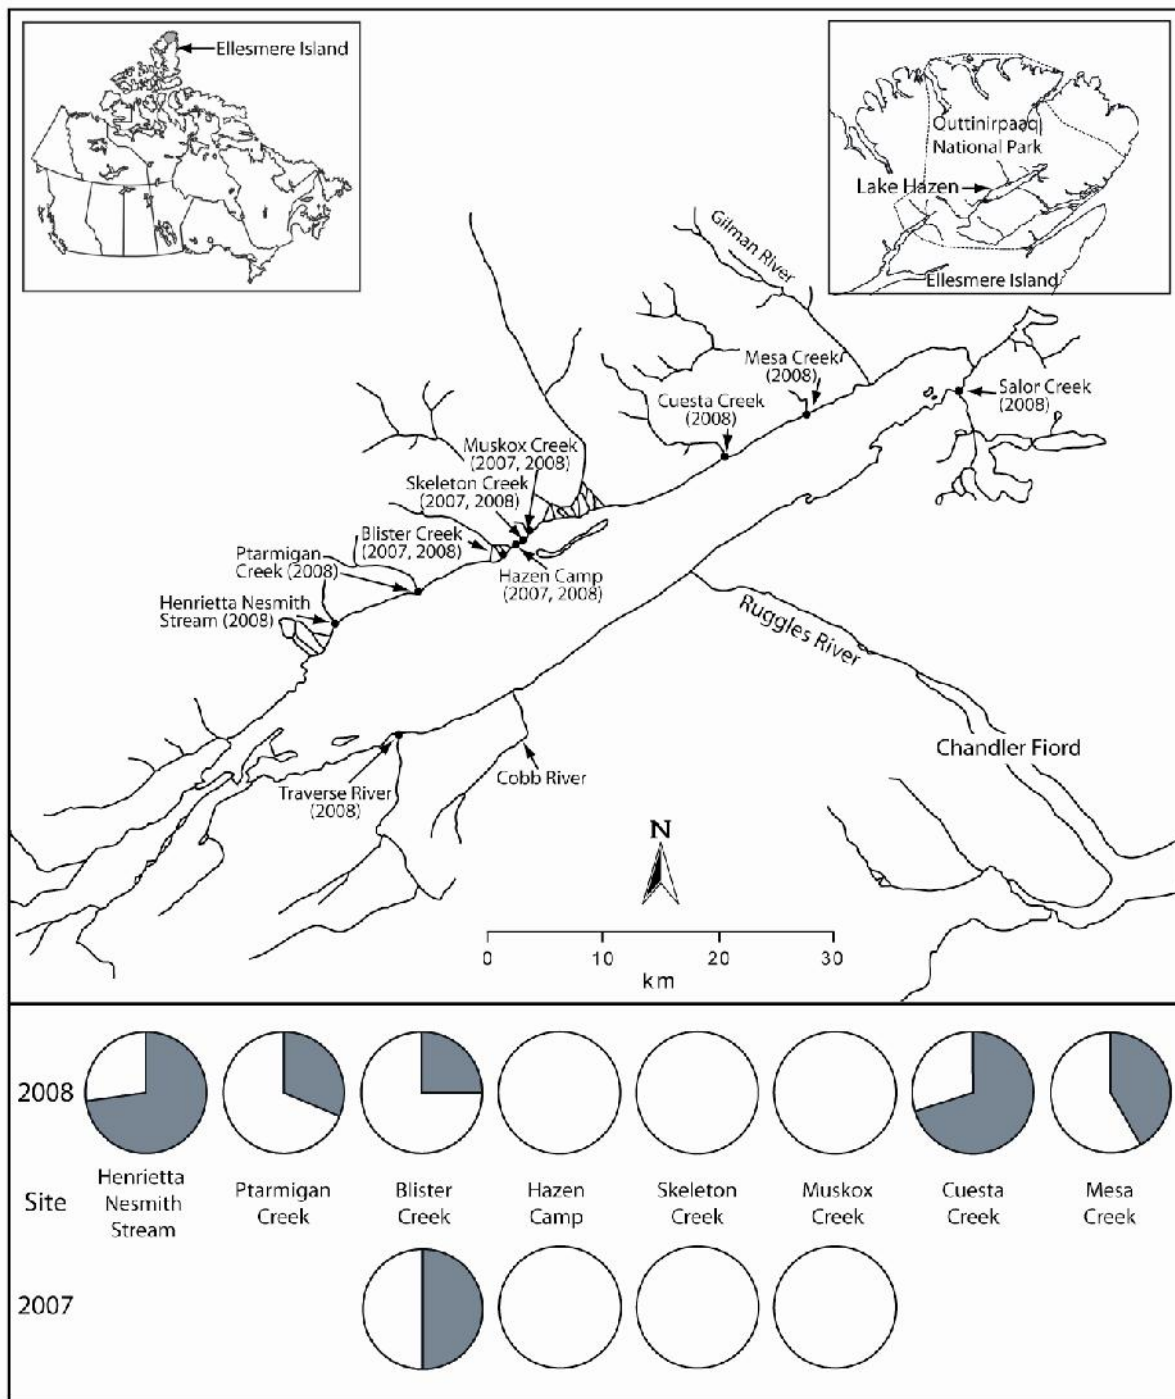 Ellesmere Island
Quttinirpaaq
National Park
Lake Hazen
Ellesmere Island
Gilman River
Mesa Creek
(2008)
Salor Creek
(2008)
Cuesta Creek
(2008)
Muskox Creek
(2007, 2008)
Skeleton Creek
(2007, 2008)
Blister Creek
(2007, 2008)
Ptarmigan
Creek (2008)
Hazen Camp
(2007, 2008)
Henrietta Nesmith
Stream (2008)
Ruggles River
Chandler Fiord
Cobb River
Traverse River
(2008)
N
0 10 20 30
km
2008
Site
Henrietta
Nesmith
Stream
Ptarmigan
Creek
Blister
Creek
Hazen
Camp
Skeleton
Creek
Muskox
Creek
Cuesta
Creek
Mesa
Creek
2007